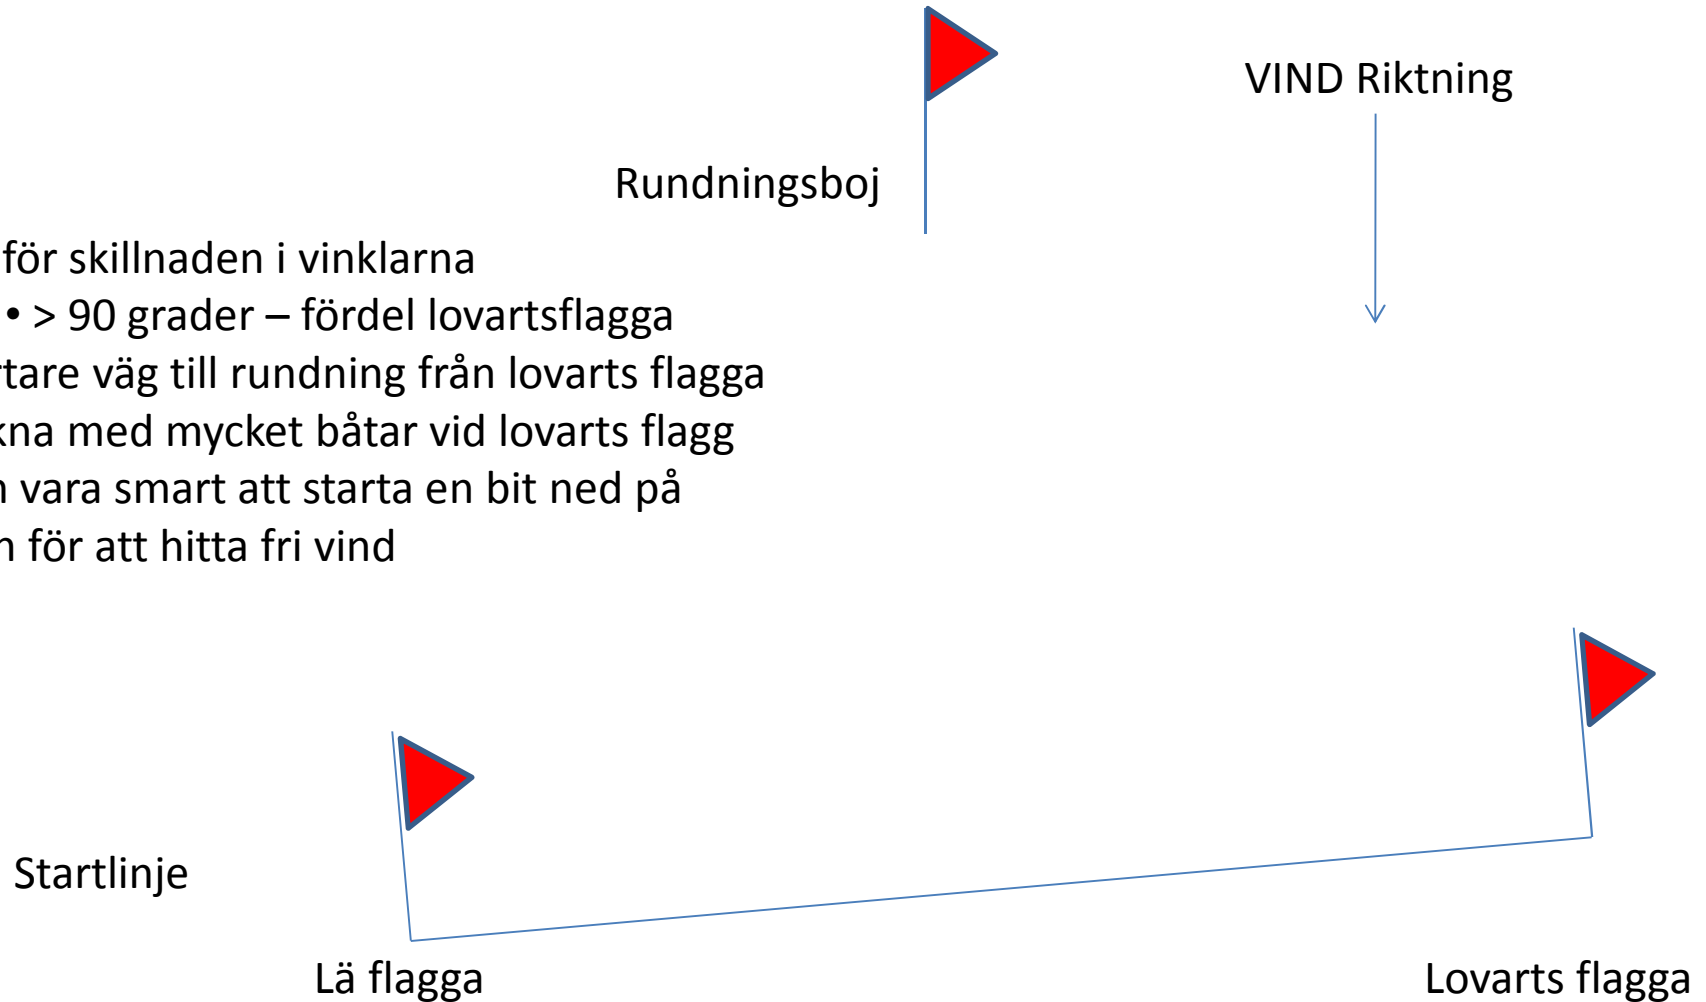 VIND Riktning
Rundningsboj
för skillnaden i vinklarna
• > 90 grader – fördel lovartsflagga
väg till rundning från lovarts flagga
med mycket båtar vid lovarts flagg
vara smart att starta en bit ned på
för att hitta fri vind
Startlinje
Lä flagga
Lovarts flagga